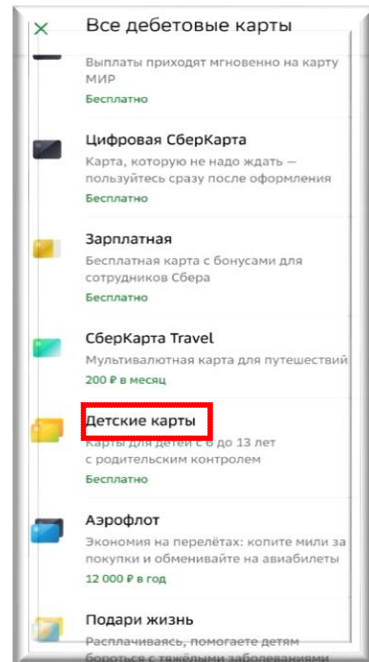 Все дебетовые карты
Выплаты приходят мгновенно на карту
МИР
Бесплатно
Цифровая СберКарта
Карта, которую не надо ждать —
пользуйтесь сразу после оформления
Бесплатно
Зарплатная
Бесплатная карта с бонусами для
сотрудников Сбера
Бесплатно
СберКарта Travel
Мультивалютная карта для путешествий
200 ₽ в месяц
Детские карты
Карты для детей с 6 до 13 лет
с родительским контролем
Бесплатно
Аэрофлот
Экономия на перелётах: копите мили за
покупки и обменивайте на авиабилеты
12 000 ₽ в год
Подари жизнь
Расплачиваясь, помогаете детям
бороться с тяжёлыми заболеваниями